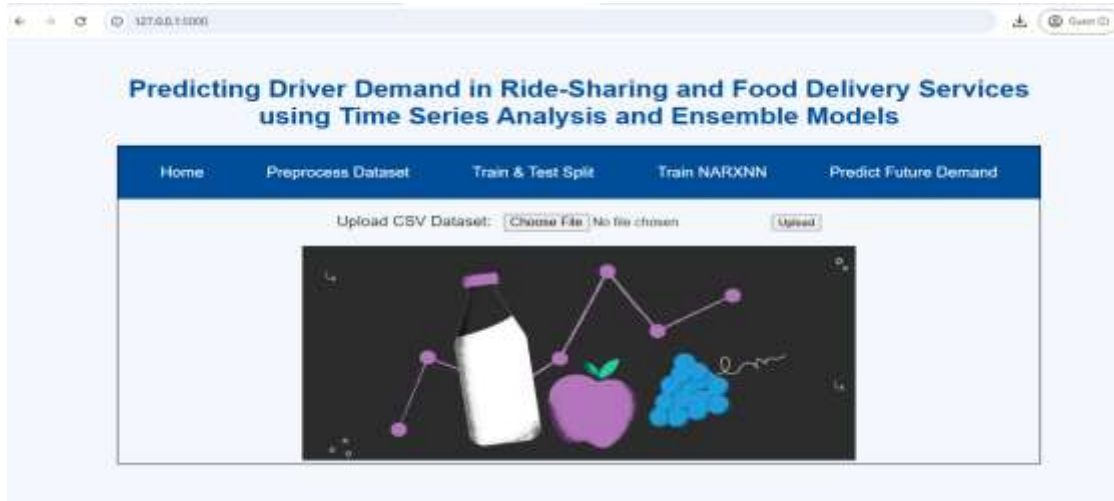 127.0.0.1:5000
Guest (2)
Predicting Driver Demand in Ride-Sharing and Food Delivery Services
using Time Series Analysis and Ensemble Models
Home Preprocess Dataset Train & Test Split Train NARXNN Predict Future Demand
Upload CSV Dataset: Choose File No file chosen Upload